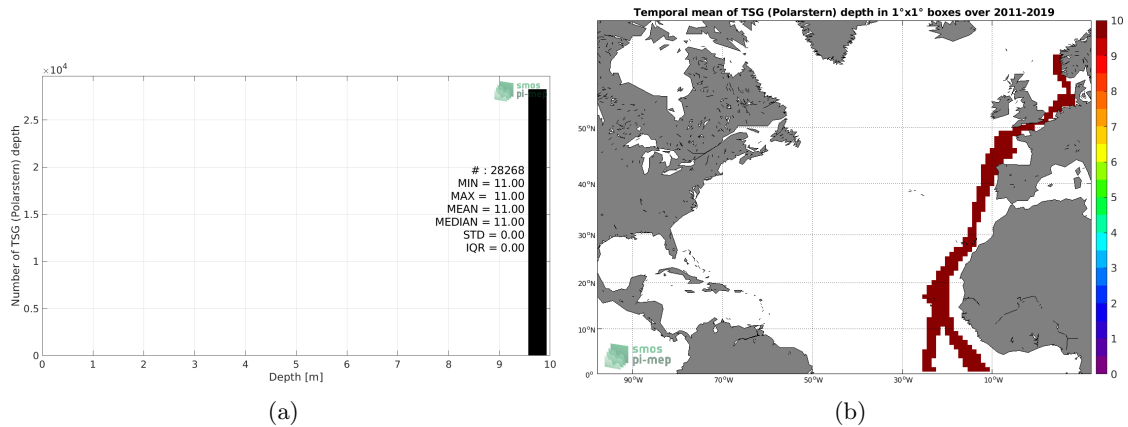 ×10⁴
2.5
2
1.5
1
0.5
0
Number of TSG (Polarstern) depth
smos
pi-mep
# : 28268
MIN = 11.00
MAX = 11.00
MEAN = 11.00
MEDIAN = 11.00
STD = 0.00
IQR = 0.00
0 1 2 3 4 5 6 7 8 9 10
Depth [m]
(a)
Temporal mean of TSG (Polarstern) depth in 1°x1° boxes over 2011-2019
50°N
40°N
30°N
20°N
10°N
0°
90°W 70°W 50°W 30°W 10°W
smos
pi-mep
10
9
8
7
6
5
4
3
2
1
0
(b)